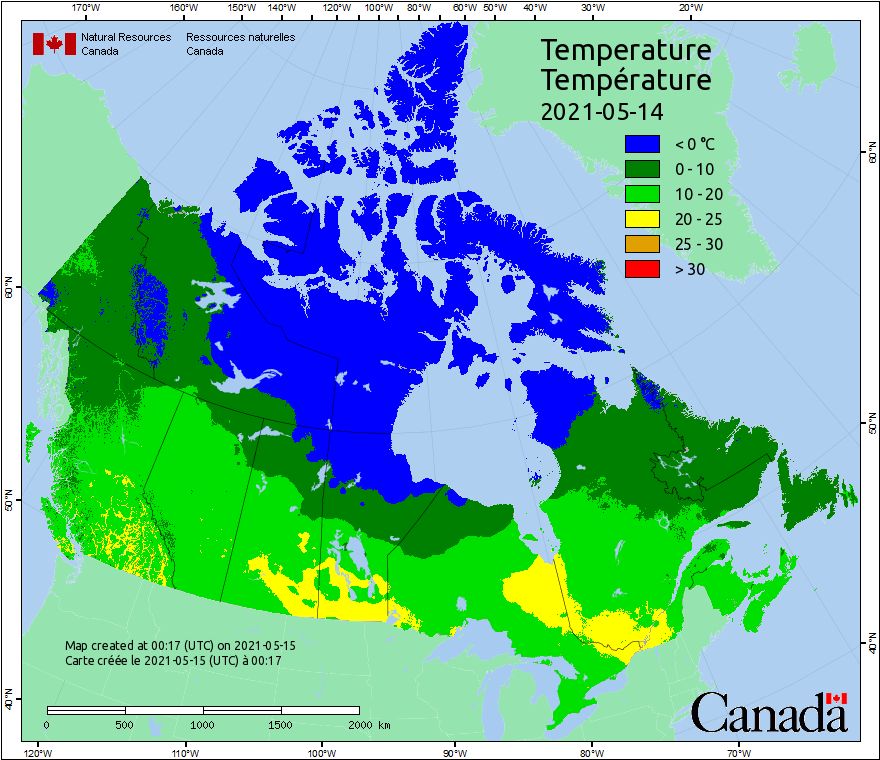 170°W 160°W 150°W 140°W 130°W 120°W 110°W 100°W 90°W 80°W 60°W 50°W 40°W 30°W 20°W
Natural Resources Canada
Ressources naturelles Canada
Temperature
Température
2021-05-14
< 0 °C
0 - 10
10 - 20
20 - 25
25 - 30
> 30
60°N
60°N
50°N
50°N
40°N
40°N
Map created at 00:17 (UTC) on 2021-05-15
Carte créée le 2021-05-15 (UTC) à 00:17
0 500 1000 1500 2000 km
Canada
120°W 110°W 100°W 90°W 80°W 70°W